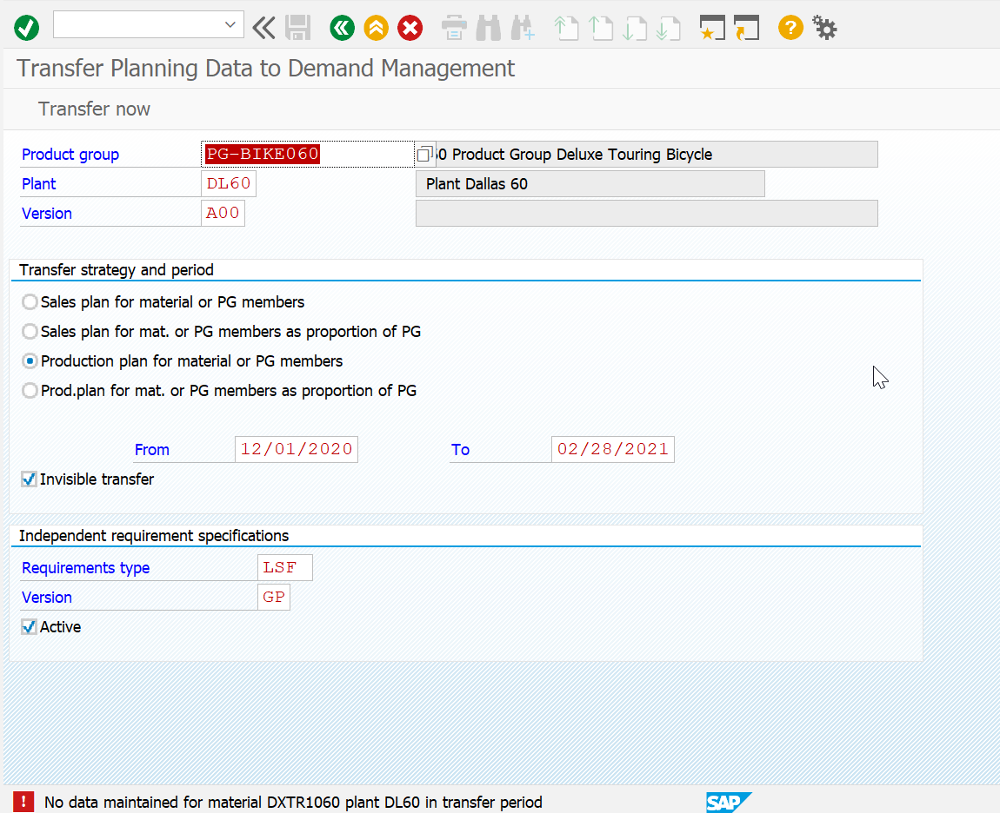 Transfer Planning Data to Demand Management
Transfer now
Product group PG-BIKE060 60 Product Group Deluxe Touring Bicycle
Plant DL60 Plant Dallas 60
Version A00
Transfer strategy and period
Sales plan for material or PG members
Sales plan for mat. or PG members as proportion of PG
Production plan for material or PG members
Prod.plan for mat. or PG members as proportion of PG
From 12/01/2020 To 02/28/2021
Invisible transfer
Independent requirement specifications
Requirements type LSF
Version GP
Active
! No data maintained for material DXTR1060 plant DL60 in transfer period SAP